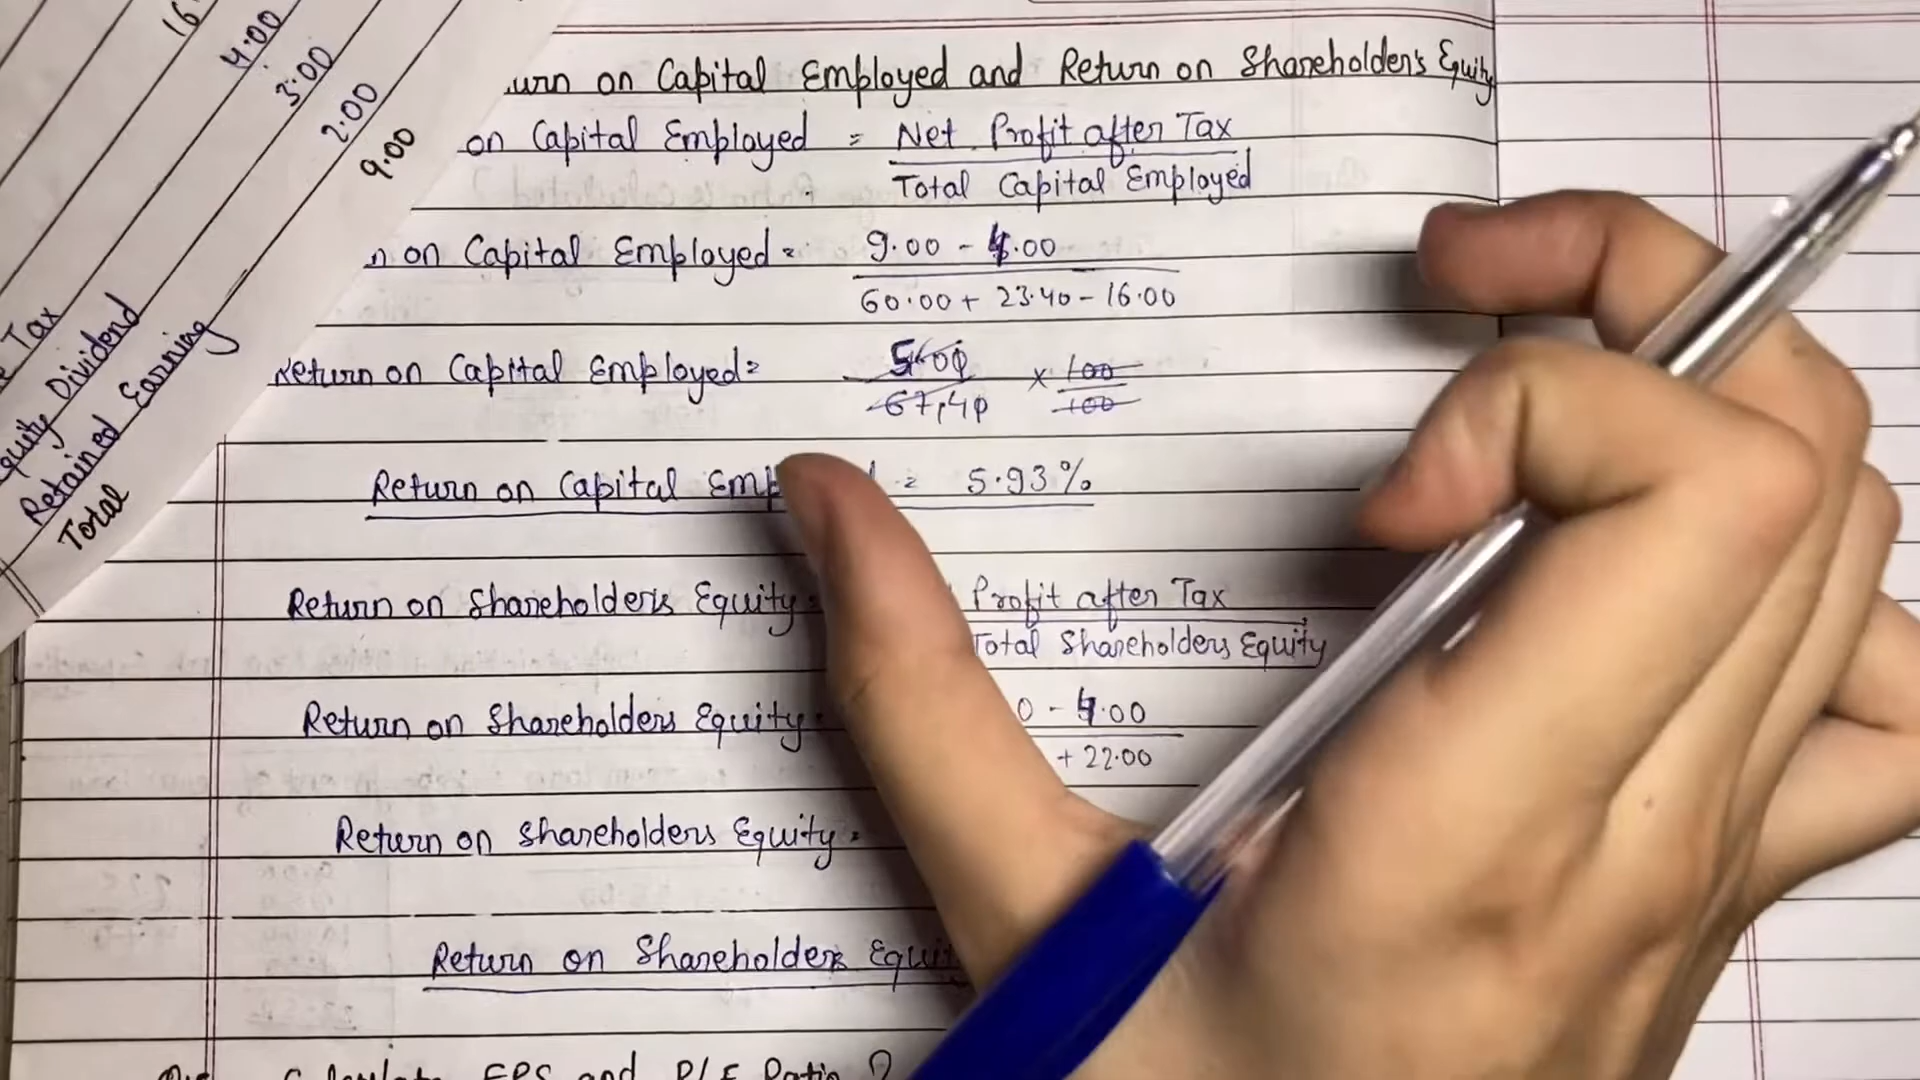 16
4.00
3.00
2.00
9.00
Tax
Equity Dividend
Retained Earning
Total
urn on Capital Employed and Return on Shareholder's Equity
on Capital Employed = Net Profit after Tax
Total Capital Employed
n on Capital Employed = 9.00 - 4.00
60.00 + 23.40 - 16.00
Return on Capital Employed =
67.40 × 100
100
Return on Capital Emp = 5.93%
Return on Shareholders Equity = Profit after Tax
Total Shareholders Equity
Return on Shareholders Equity = 0 - 4.00
+ 22.00
Return on Shareholders Equity =
Return on Shareholders Equit
Calculate EPS and P/E Ratio ?